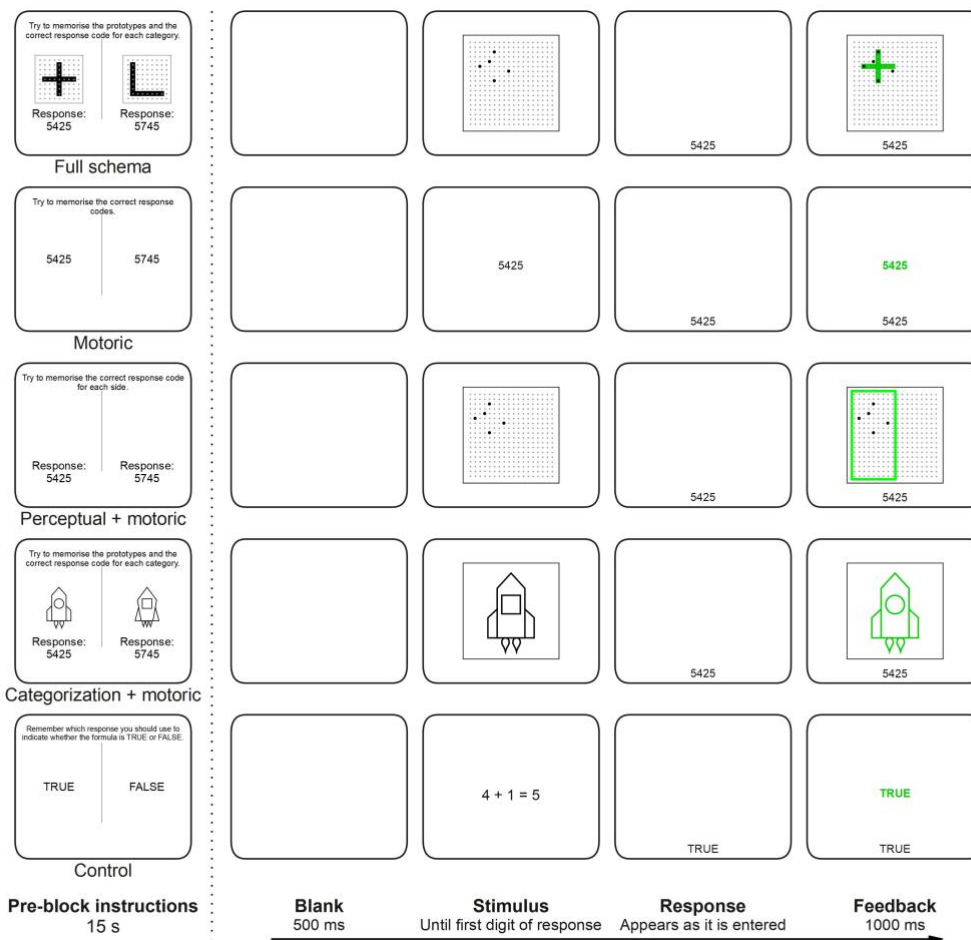 Try to memorise the prototypes and the
correct response code for each category.
Response:
5425
Response:
5745
Full schema
5425
5425
Try to memorise the correct response
codes.
5425
5745
Motoric
5425
5425
5425
5425
Try to memorise the correct response code
for each side.
Response:
5425
Response:
5745
Perceptual + motoric
5425
5425
Try to memorise the prototypes and the
correct response code for each category.
Response:
5425
Response:
5745
Categorization + motoric
5425
5425
Remember which response you should use to
indicate whether the formula is TRUE or FALSE.
TRUE
FALSE
Control
4 + 1 = 5
TRUE
TRUE
TRUE
Pre-block instructions
15 s
Blank
500 ms
Stimulus
Until first digit of response
Response
Appears as it is entered
Feedback
1000 ms